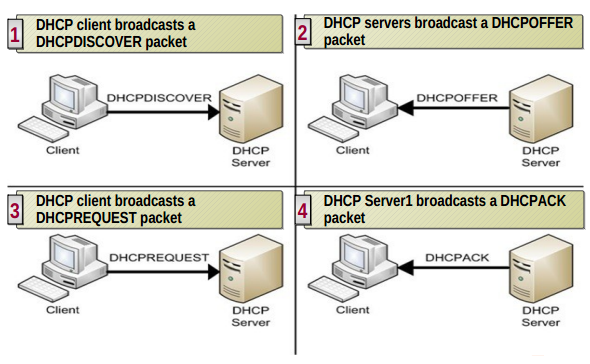 1
DHCP client broadcasts a
DHCPDISCOVER packet
DHCPDISCOVER
Client
DHCP
Server
2
DHCP servers broadcast a DHCPOFFER
packet
DHCPOFFER
Client
DHCP
Server
3
DHCP client broadcasts a
DHCPREQUEST packet
DHCPREQUEST
Client
DHCP
Server
4
DHCP Server1 broadcasts a DHCPACK
packet
DHCPACK
Client
DHCP
Server